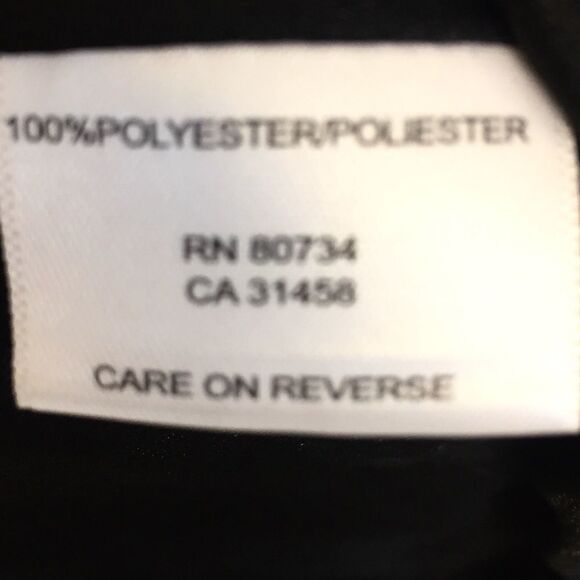 100%POLYESTER/POLIESTER
RN 80734
CA 31458
CARE ON REVERSE